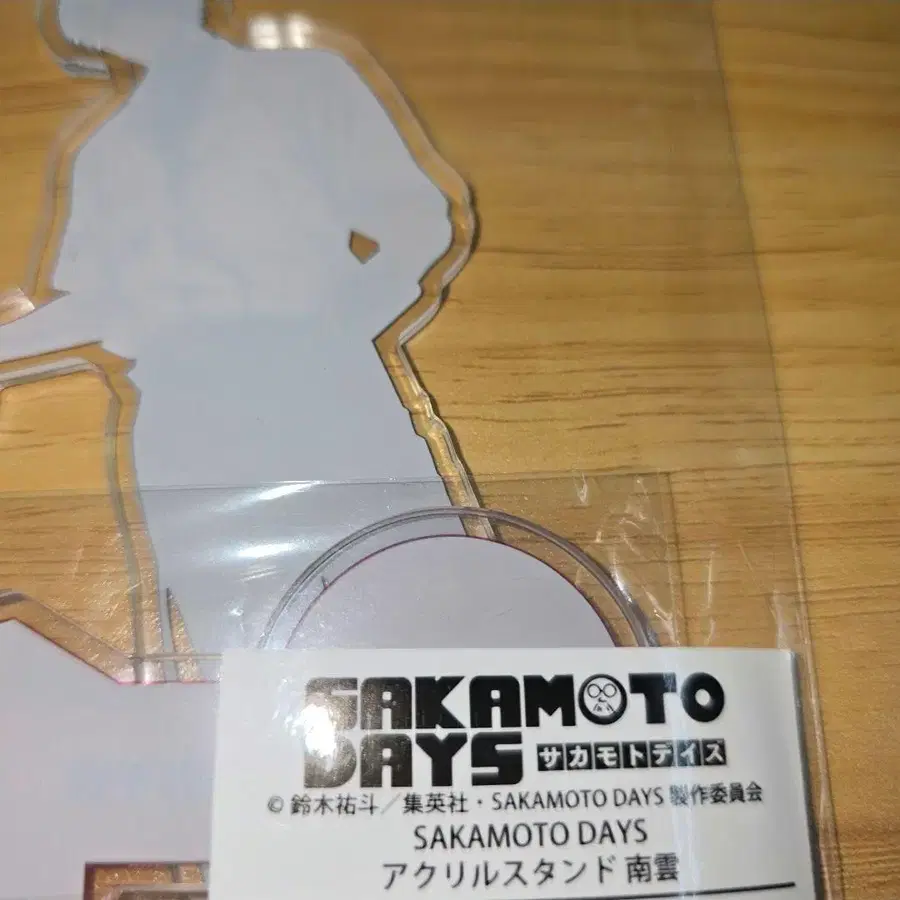 SAKAMOTO
DAYS サカモトデイズ
© 鈴木祐斗／集英社・SAKAMOTO DAYS 製作委員会
SAKAMOTO DAYS
アクリルスタンド 南雲